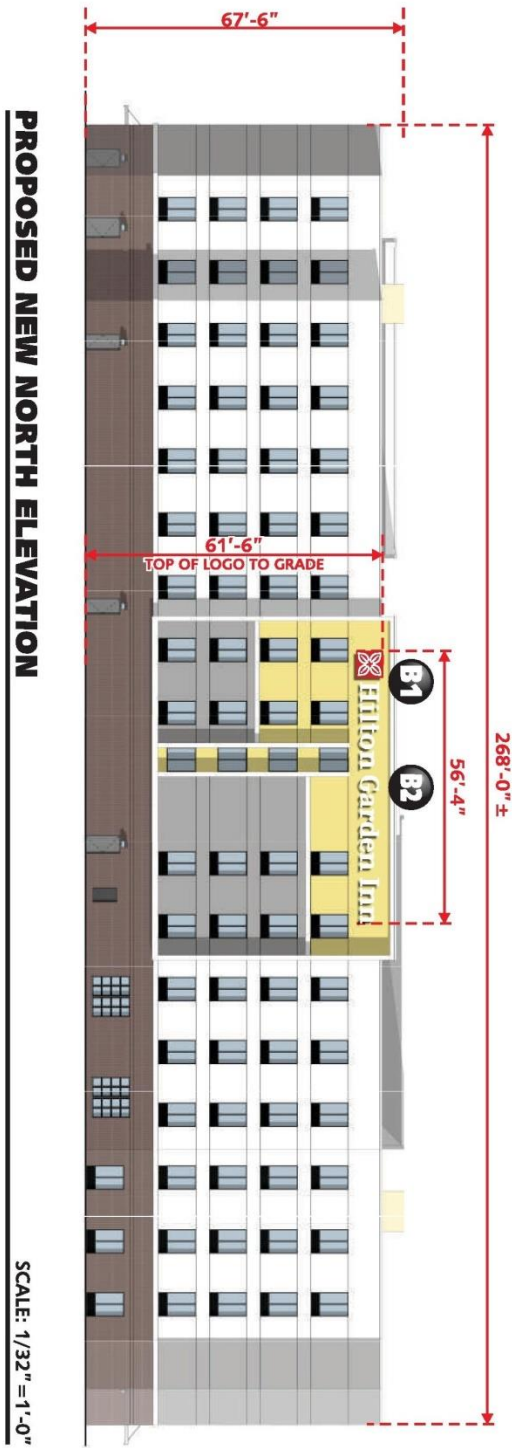 268'-0"±
67'-6"
56'-4"
B1
B2
Hilton Garden Inn
61'-6"
TOP OF LOGO TO GRADE
PROPOSED NEW NORTH ELEVATION
SCALE: 1/32"=1'-0"